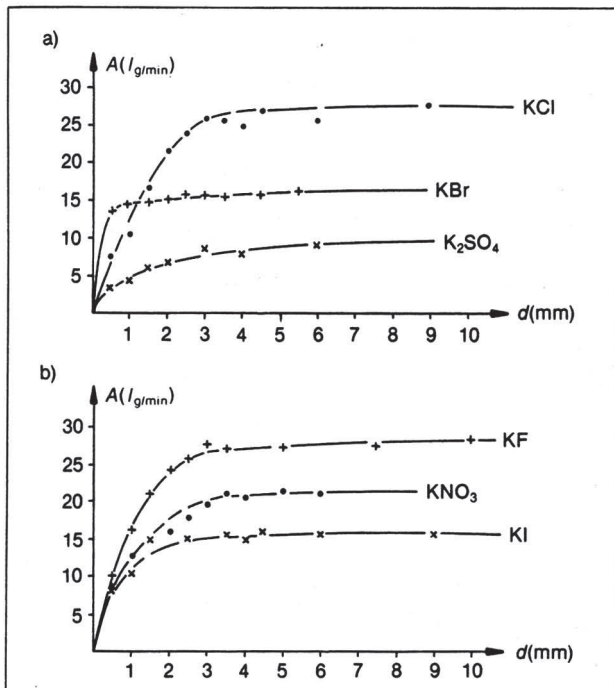 a)
A(I g/min)
30
25
20
15
10
5
KCl
KBr
K₂SO₄
1 2 3 4 5 6 7 8 9 10
d(mm)
b)
A(I g/min)
30
25
20
15
10
5
KF
KNO₃
KI
1 2 3 4 5 6 7 8 9 10
d(mm)